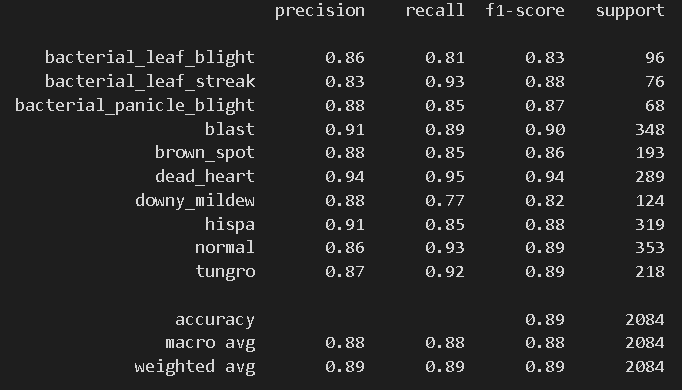 precision recall f1-score support
bacterial_leaf_blight 0.86 0.81 0.83 96
bacterial_leaf_streak 0.83 0.93 0.88 76
bacterial_panicle_blight 0.88 0.85 0.87 68
blast 0.91 0.89 0.90 348
brown_spot 0.88 0.85 0.86 193
dead_heart 0.94 0.95 0.94 289
downy_mildew 0.88 0.77 0.82 124
hispa 0.91 0.85 0.88 319
normal 0.86 0.93 0.89 353
tungro 0.87 0.92 0.89 218
accuracy 0.89 2084
macro avg 0.88 0.88 0.88 2084
weighted avg 0.89 0.89 0.89 2084